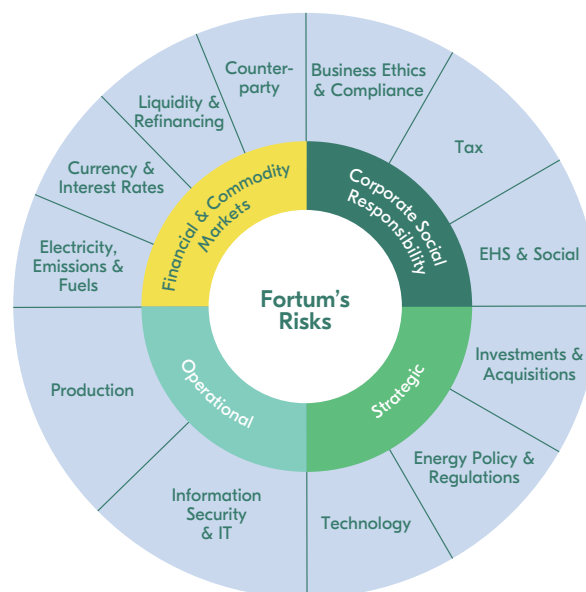 Counter-
party
Business Ethics
& Compliance
Liquidity &
Refinancing
Tax
Currency &
Interest Rates
Financial & Commodity
Markets
Corporate Social
Responsibility
Electricity,
Emissions &
Fuels
EHS & Social
Fortum's
Risks
Production
Operational
Strategic
Investments &
Acquisitions
Energy Policy &
Regulations
Information
Security
& IT
Technology